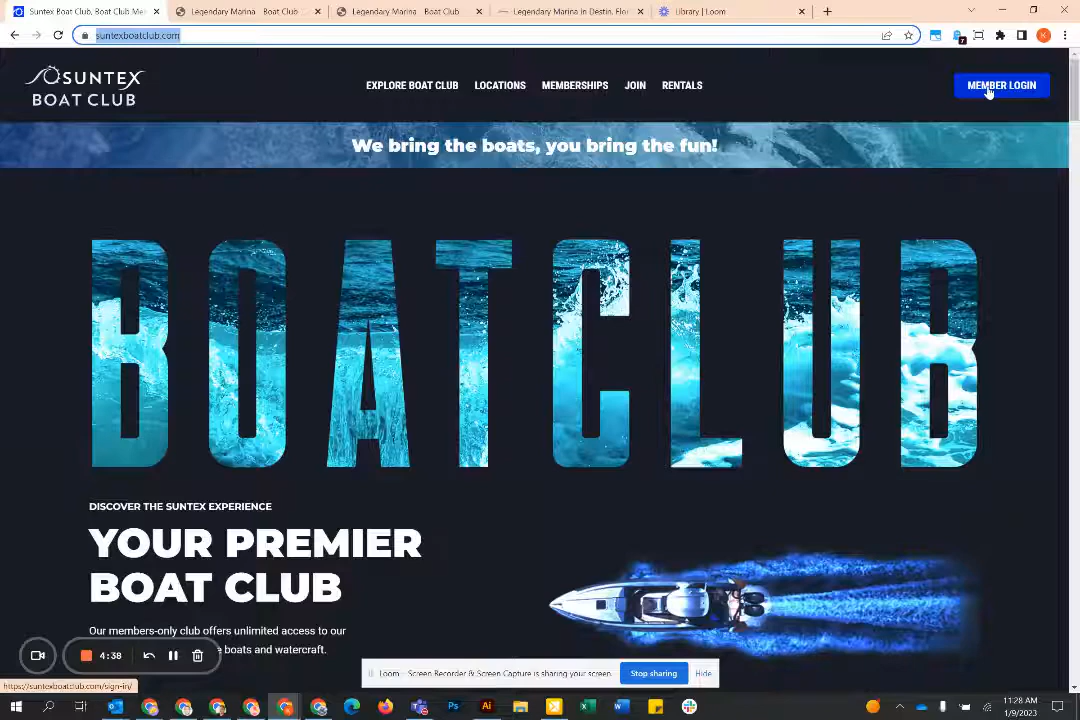 Suntex Boat Club, Boat Club Me
Legendary Marina - Boat Club
Legendary Marina - Boat Club
Legendary Marina in Destin, Flor
Library | Loom
suntexboatclub.com
7
K
SUNTEX
BOAT CLUB
EXPLORE BOAT CLUB
LOCATIONS
MEMBERSHIPS
JOIN
RENTALS
MEMBER LOGIN
We bring the boats, you bring the fun!
BOATCLUB
DISCOVER THE SUNTEX EXPERIENCE
YOUR PREMIER
BOAT CLUB
Our members-only club offers unlimited access to our
boats and watercraft.
4:38
Loom - Screen Recorder & Screen Capture is sharing your screen.
Stop sharing
Hide
https://suntexboatclub.com/sign-in/
11:28 AM
1/9/2023